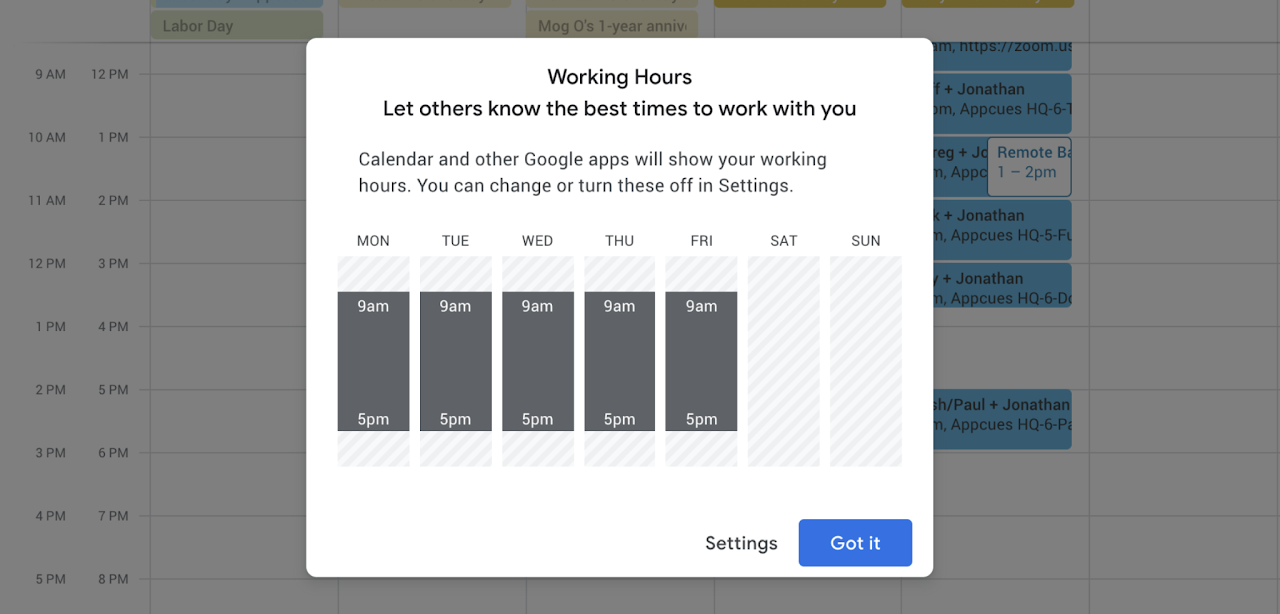 Labor Day
Mog O's 1-year anniv
Working Hours
Let others know the best times to work with you
Calendar and other Google apps will show your working
hours. You can change or turn these off in Settings.
MON TUE WED THU FRI SAT SUN
9am 9am 9am 9am 9am
5pm 5pm 5pm 5pm 5pm
Settings Got it
9 AM 12 PM
10 AM 1 PM
11 AM 2 PM
12 PM 3 PM
1 PM 4 PM
2 PM 5 PM
3 PM 6 PM
4 PM 7 PM
5 PM 8 PM
https://zoom.us
+ Jonathan
Appcues HQ-6-
Remote Ba
1 – 2pm
+ Jonathan
Appcues HQ-5-Fu
+ Jonathan
Appcues HQ-6-Do
sh/Paul + Jonathan
Appcues HQ-6-Pa